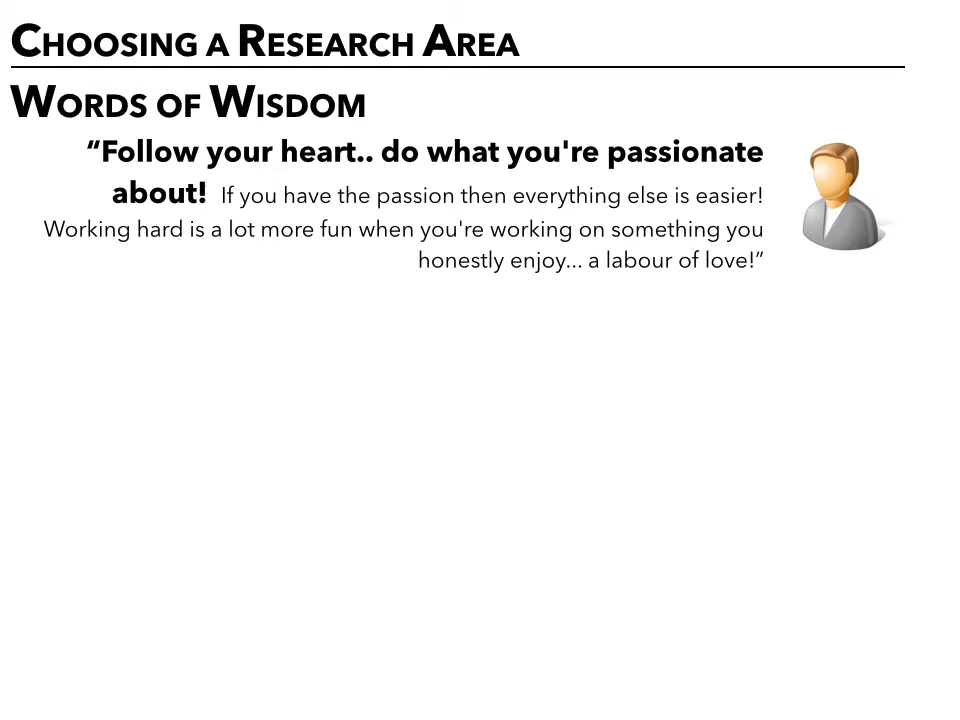 Choosing a Research Area
Words of Wisdom
“Follow your heart.. do what you're passionate
about! If you have the passion then everything else is easier!
Working hard is a lot more fun when you're working on something you
honestly enjoy... a labour of love!”